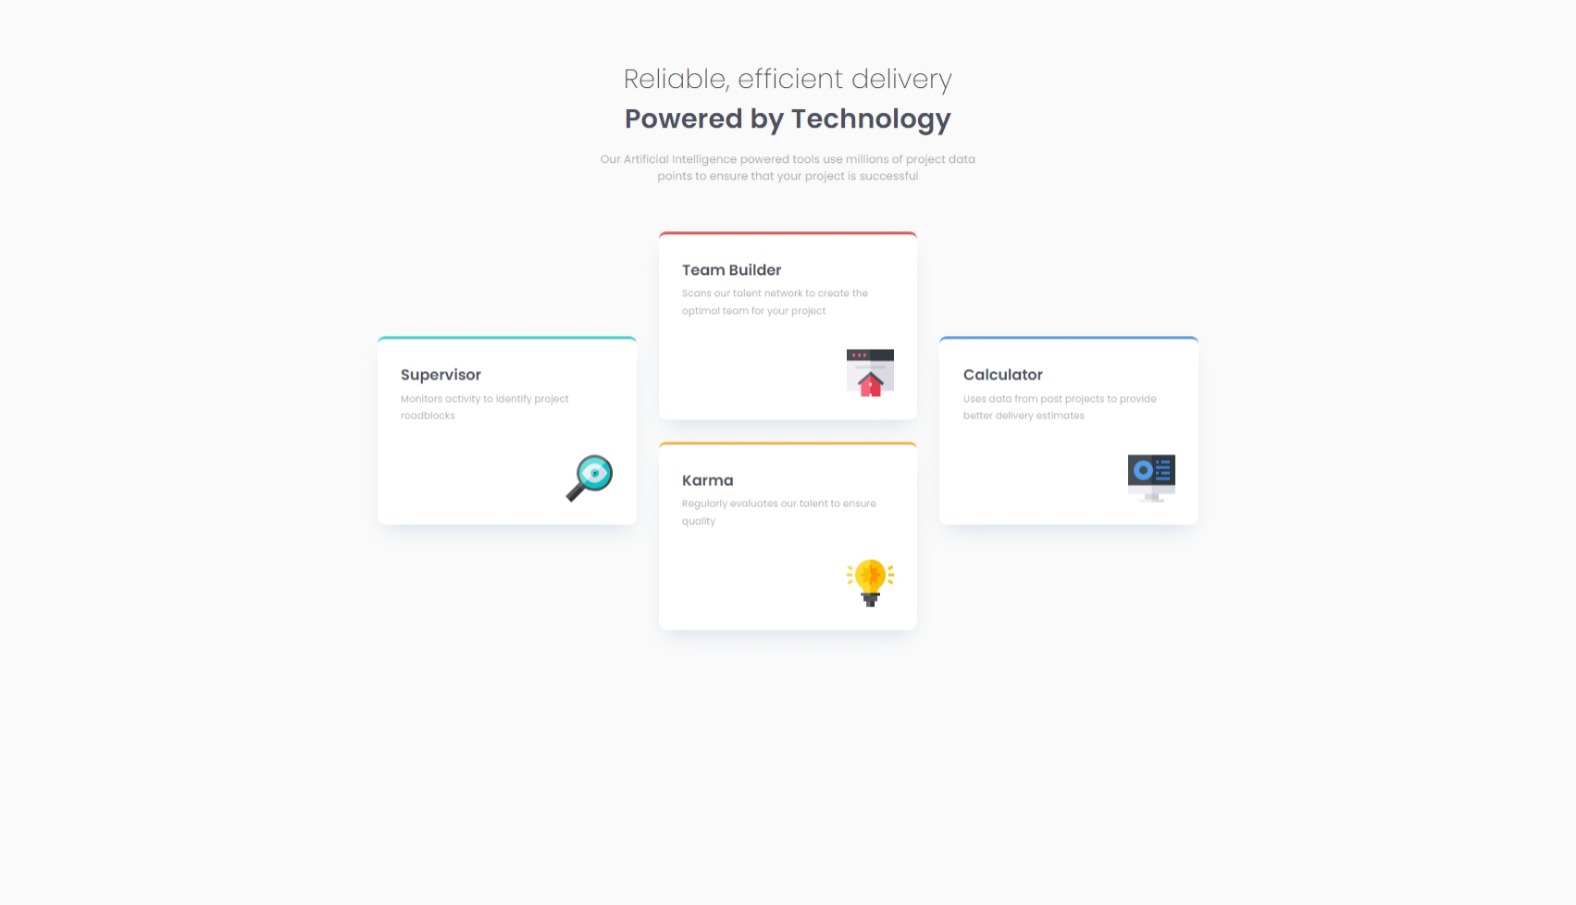 Reliable, efficient delivery
Powered by Technology
Our Artificial Intelligence powered tools use millions of project data
points to ensure that your project is successful
Team Builder
Scans our talent network to create the
optimal team for your project
Supervisor
Monitors activity to identify project
roadblocks
Calculator
Uses data from past projects to provide
better delivery estimates
Karma
Regularly evaluates our talent to ensure
quality